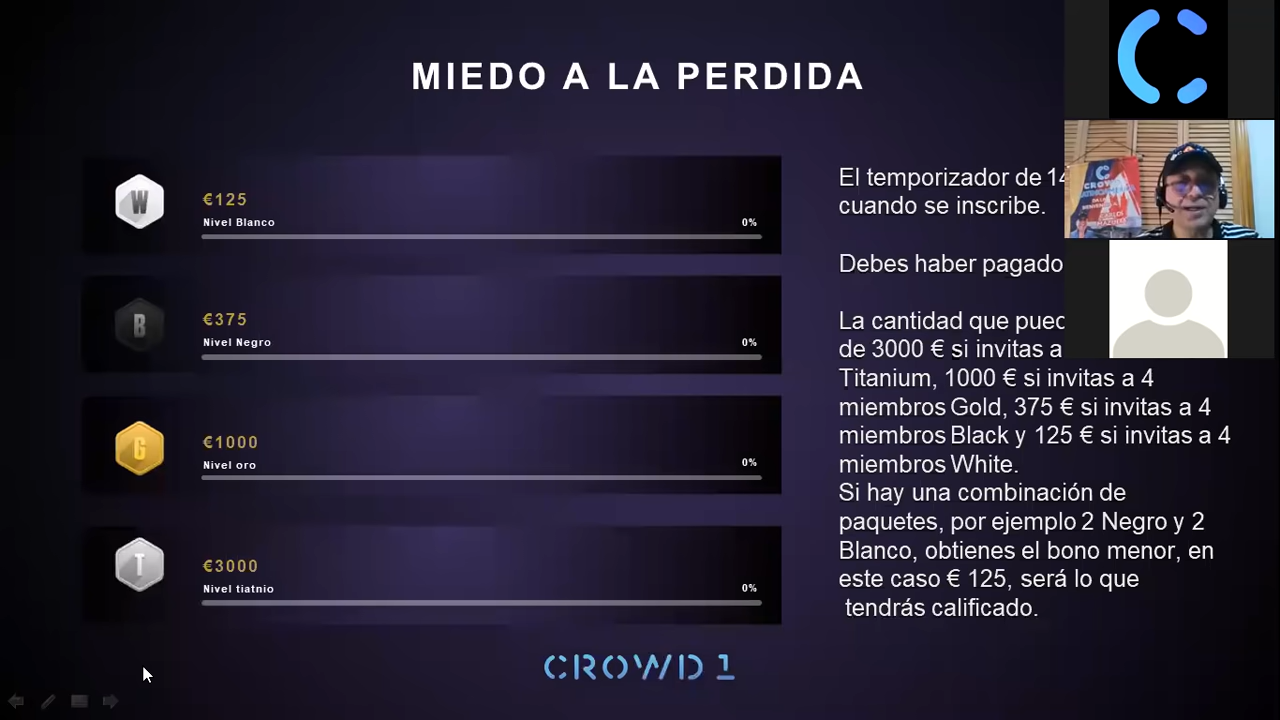 MIEDO A LA PERDIDA
W
€125
Nivel Blanco
0%
B
€375
Nivel Negro
0%
G
€1000
Nivel oro
0%
T
€3000
Nivel tiatnio
0%
El temporizador de 14
cuando se inscribe.
Debes haber pagado
La cantidad que
de 3000 € si invitas a
Titanium, 1000 € si invitas a 4
miembros Gold, 375 € si invitas a 4
miembros Black y 125 € si invitas a 4
miembros White.
Si hay una combinación de
paquetes, por ejemplo 2 Negro y 2
Blanco, obtienes el bono menor, en
este caso € 125, será lo que
tendrás calificado.
CROWD 1